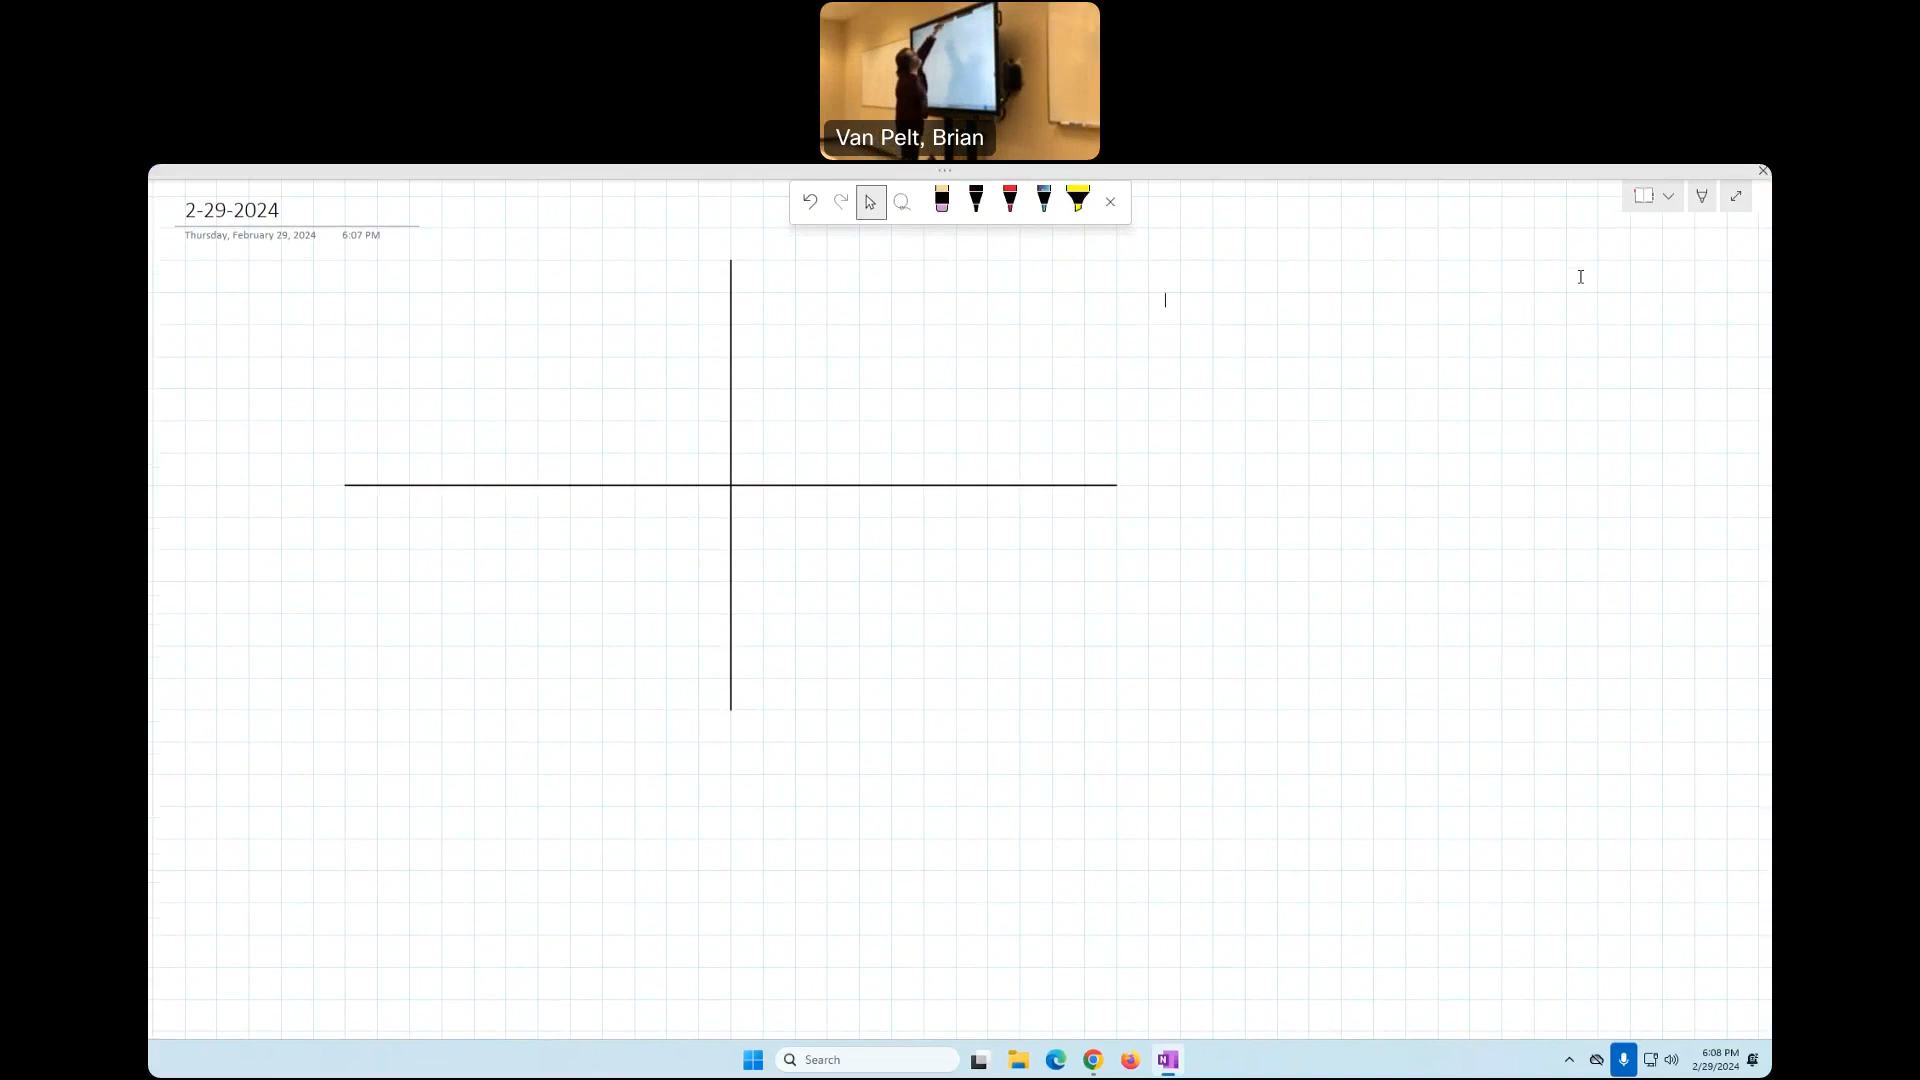 Van Pelt, Brian
2-29-2024
Thursday, February 29, 2024 6:07 PM
Search
6:08 PM
2/29/2024